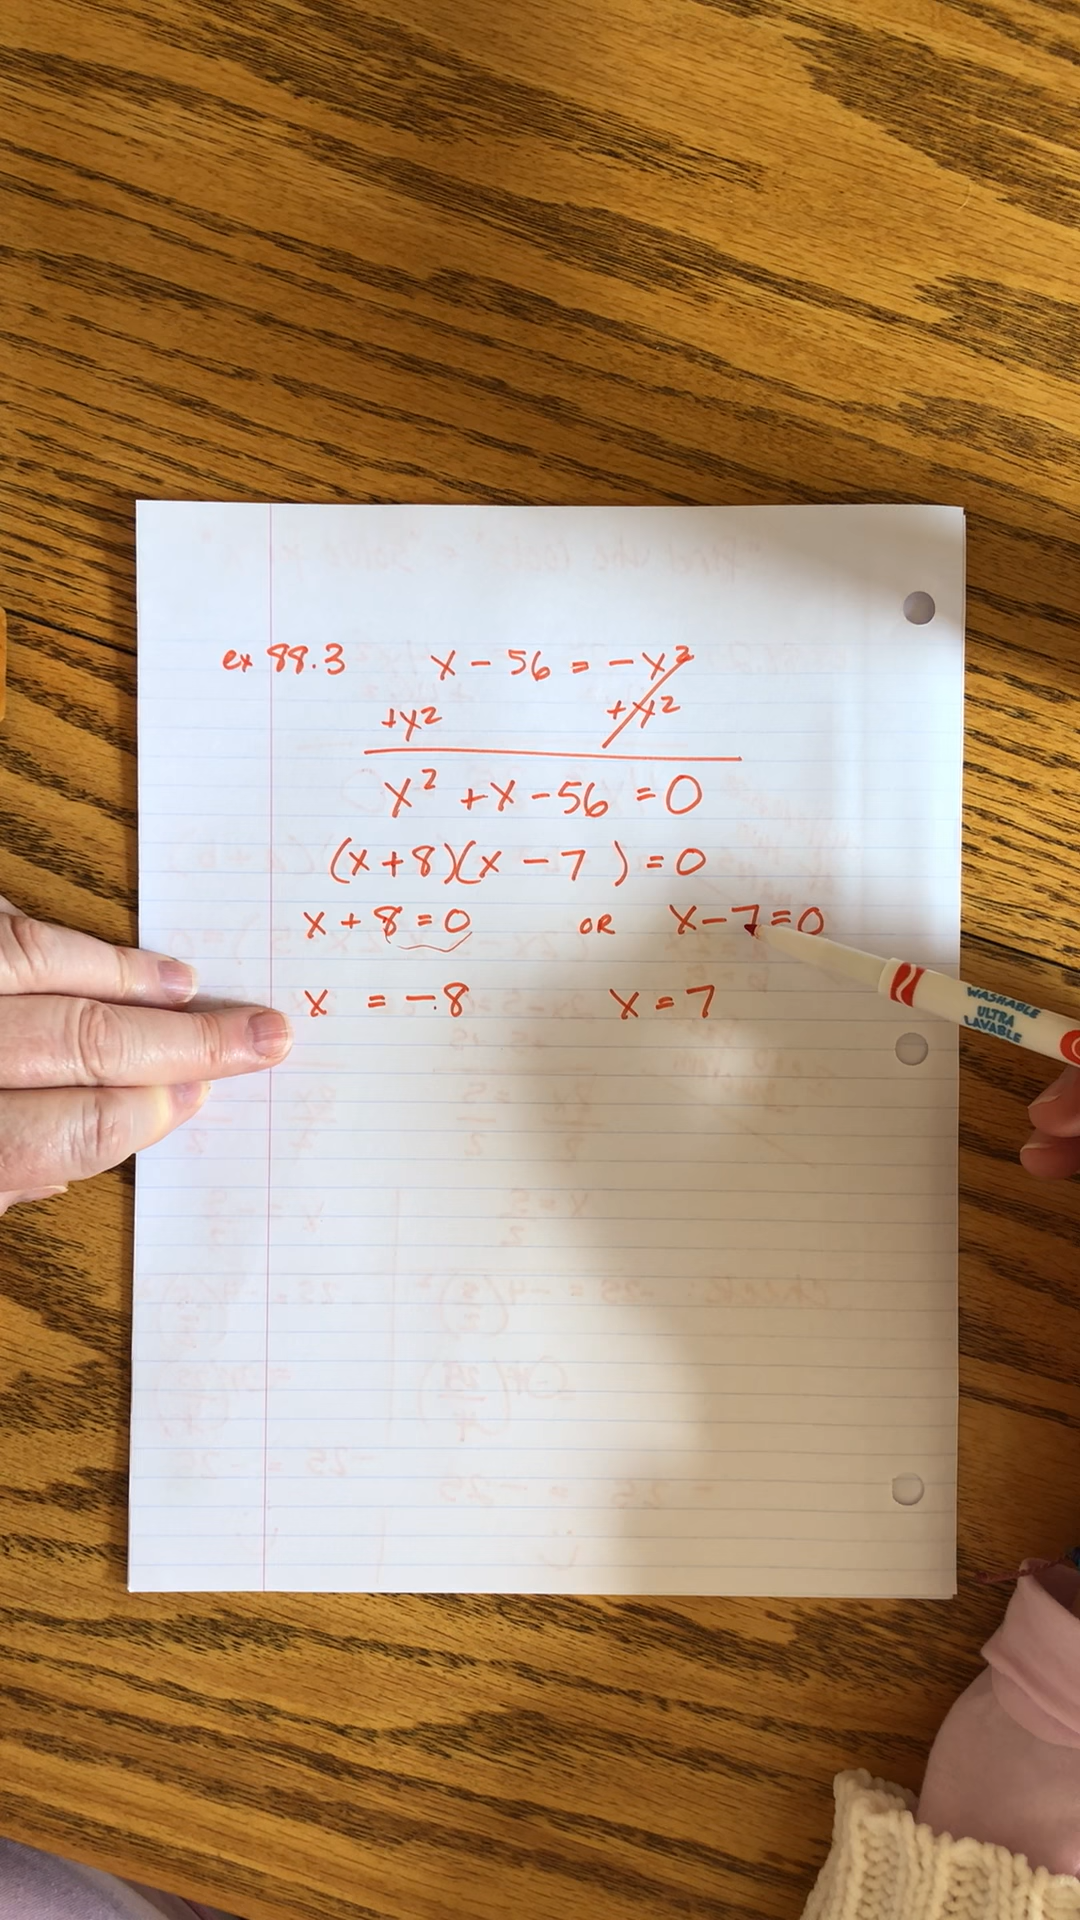 ex 88.3 x - 56 = -x²
+x² +x²
x² + x - 56 = 0
(x + 8)(x - 7) = 0
x + 8 = 0 OR x - 7 = 0
x = -8 x = 7
WASHABLE
ULTRA
LAVABLE